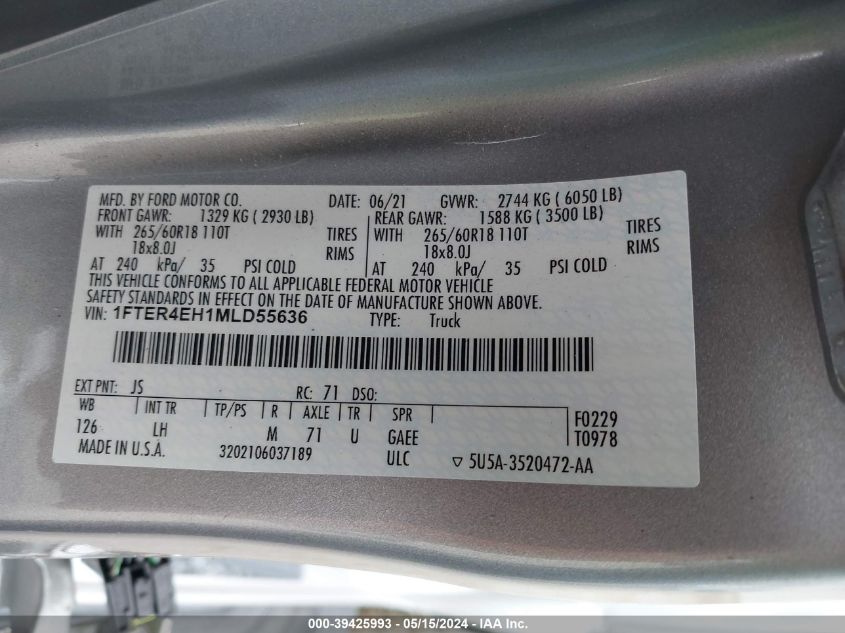 MFD. BY FORD MOTOR CO. DATE: 06/21 GVWR: 2744 KG ( 6050 LB)
FRONT GAWR: 1329 KG ( 2930 LB) REAR GAWR: 1588 KG ( 3500 LB)
WITH 265/60R18 110T TIRES WITH 265/60R18 110T TIRES
18x8.0J RIMS 18x8.0J RIMS
AT 240 kPa/ 35 PSI COLD AT 240 kPa/ 35 PSI COLD
THIS VEHICLE CONFORMS TO ALL APPLICABLE FEDERAL MOTOR VEHICLE
SAFETY STANDARDS IN EFFECT ON THE DATE OF MANUFACTURE SHOWN ABOVE.
VIN: 1FTER4EH1MLD55636 TYPE: Truck
EXT PNT: JS RC: 71 DSO:
WB INT TR TP/PS R AXLE TR SPR F0229
126 LH M 71 U GAEE T0978
MADE IN U.S.A. 3202106037189 ULC ▽ 5U5A-3520472-AA
000-39425993 / 05/15/2024 / IAA Inc.